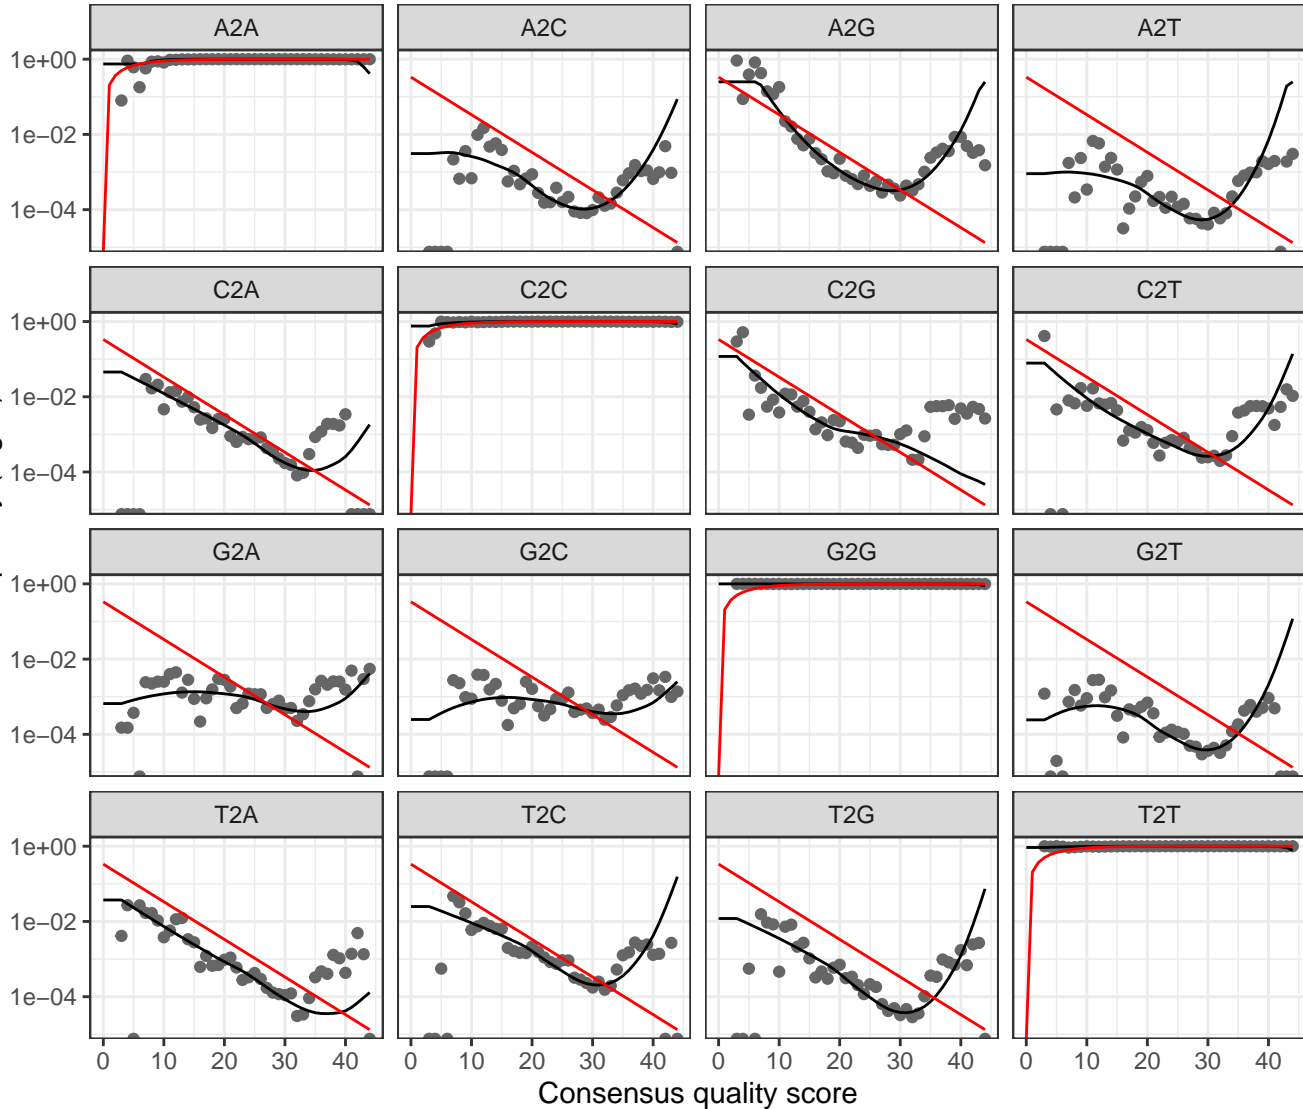 A2A A2C A2G A2T
1e+00
1e−02
1e−04
C2A C2C C2G C2T
1e+00
1e−02
1e−04
G2A G2C G2G G2T
1e+00
1e−02
1e−04
T2A T2C T2G T2T
1e+00
1e−02
1e−04
0 10 20 30 40 0 10 20 30 40 0 10 20 30 40 0 10 20 30 40
Consensus quality score